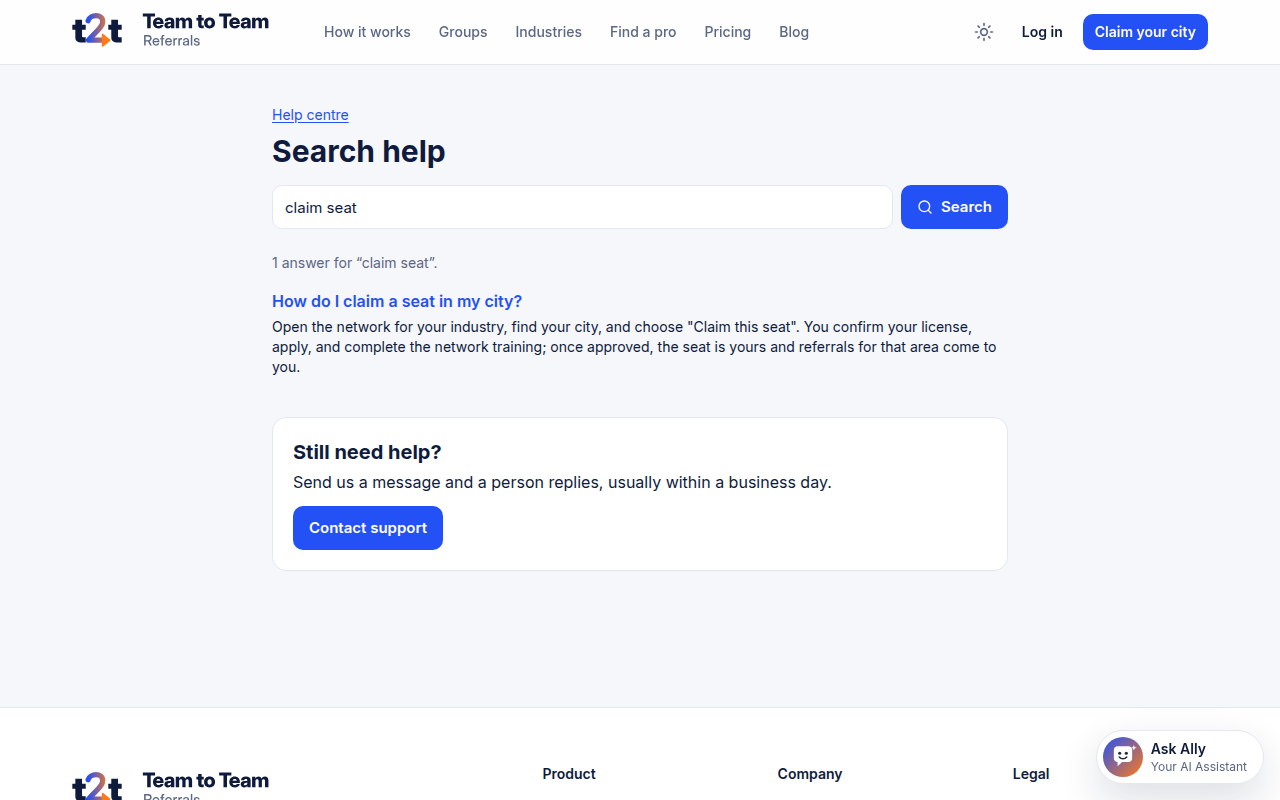 t2t Team to Team
Referrals
How it works
Groups
Industries
Find a pro
Pricing
Blog
Log in
Claim your city
Help centre
Search help
claim seat
Search
1 answer for “claim seat”.
How do I claim a seat in my city?
Open the network for your industry, find your city, and choose "Claim this seat". You confirm your license,
apply, and complete the network training; once approved, the seat is yours and referrals for that area come to
you.
Still need help?
Send us a message and a person replies, usually within a business day.
Contact support
t2t Team to Team
Referrals
Product
Company
Legal
Ask Ally
Your AI Assistant